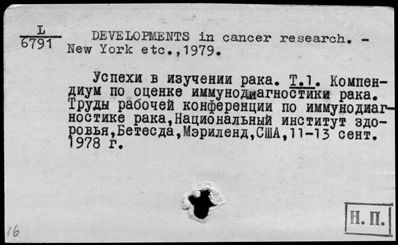 L
6791
DEVELOPMENTS in cancer research. -
New York etc.,1979.
Успехи в изучении рака. Т.1. Компен-
диум по оценке иммунодиагностики рака.
Труды рабочей конференции по иммунодиаг-
ностике рака,Национальный институт здо-
ровья,Бетесда,Мэриленд,США,11-13 сент.
1978 г.
Н.П.
16